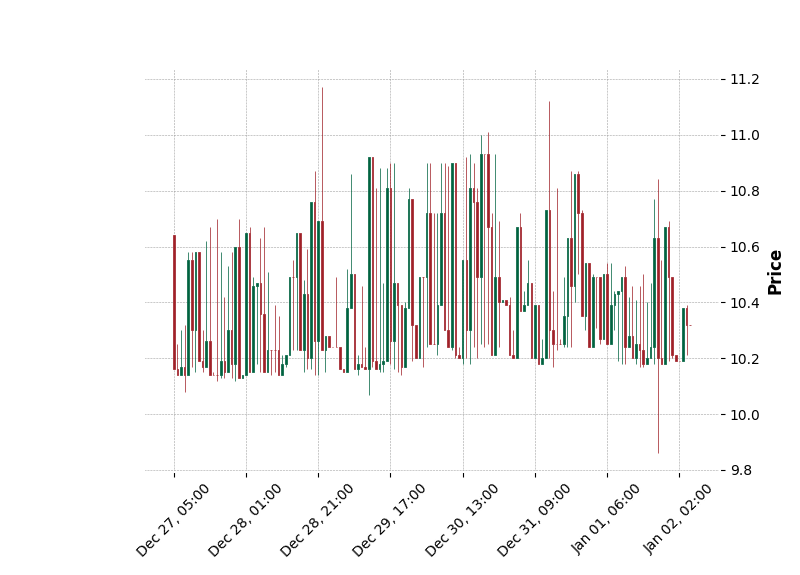 11.2
11.0
10.8
10.6
10.4
10.2
10.0
9.8
Price
Dec 27, 05:00
Dec 28, 01:00
Dec 28, 21:00
Dec 29, 17:00
Dec 30, 13:00
Dec 31, 09:00
Jan 01, 06:00
Jan 02, 02:00